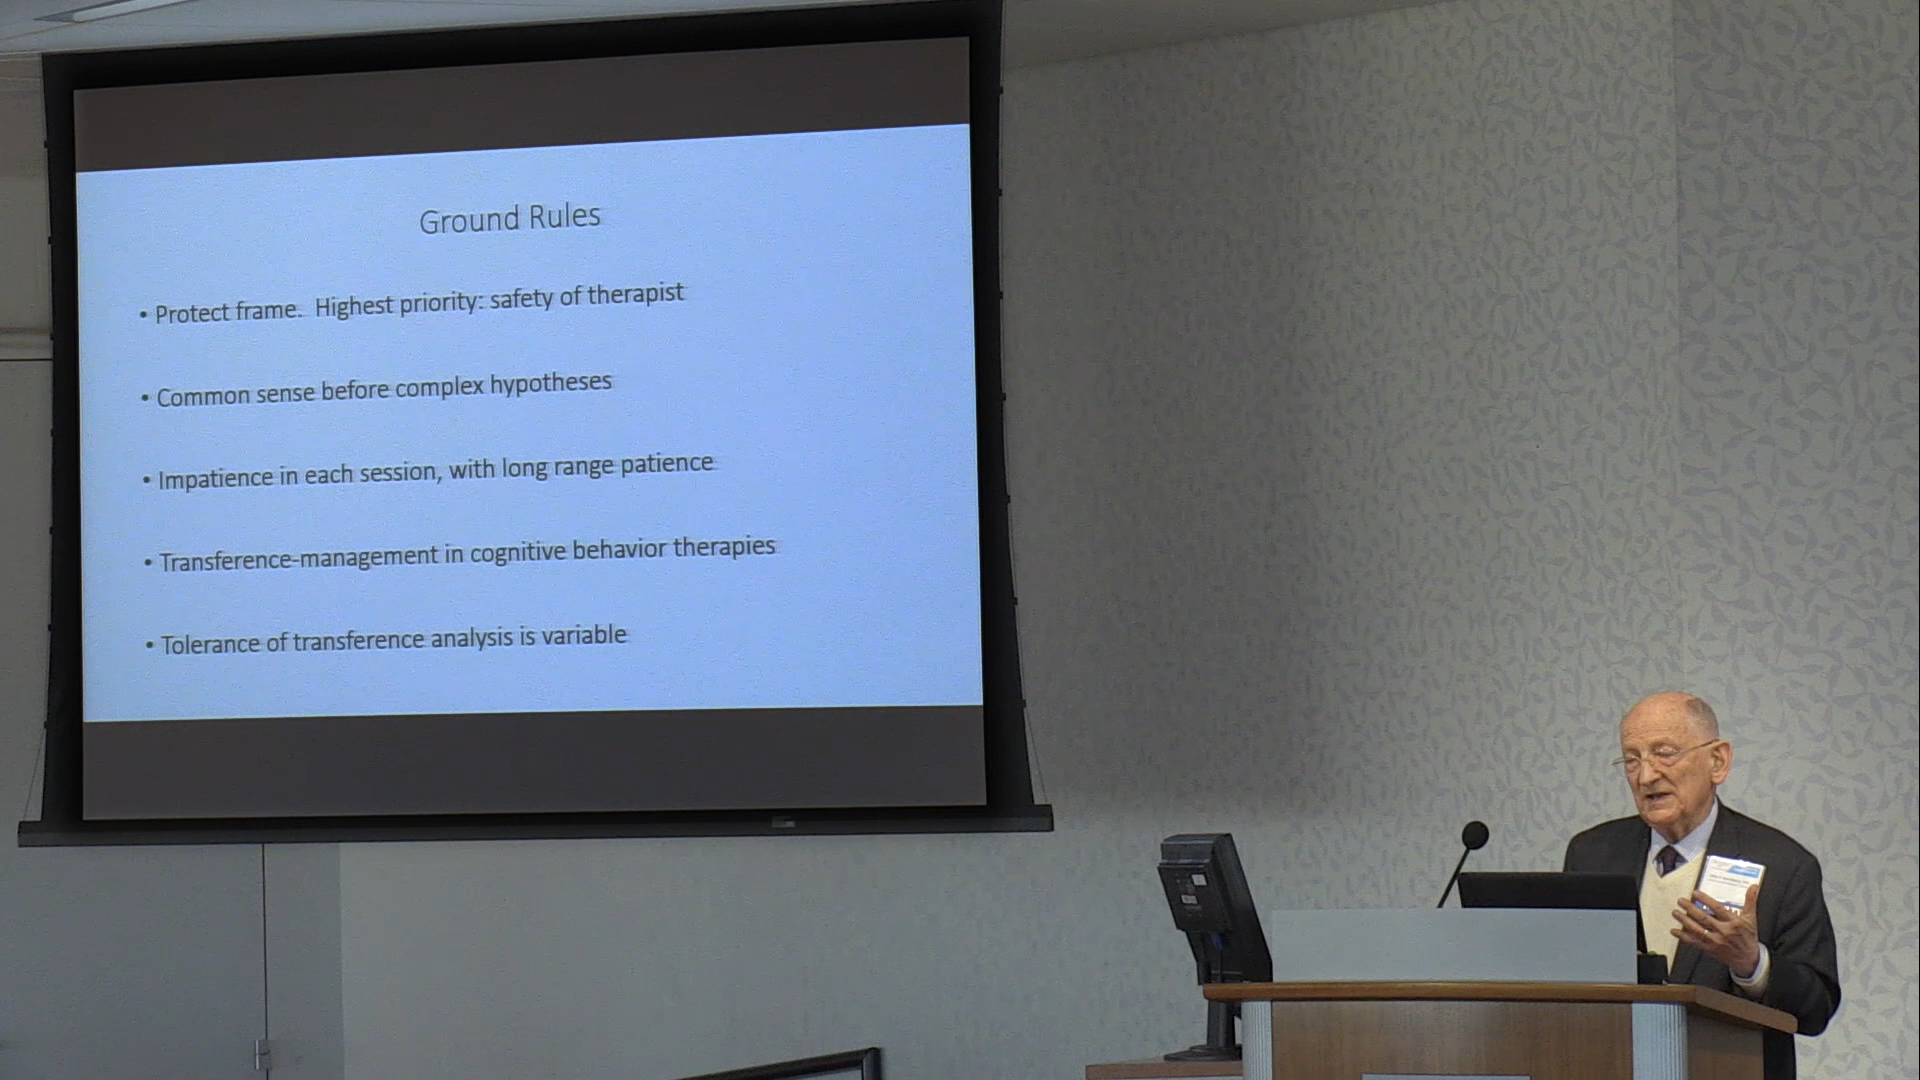 Ground Rules
• Protect frame.  Highest priority: safety of therapist
• Common sense before complex hypotheses
• Impatience in each session, with long range patience
• Transference-management in cognitive behavior therapies
• Tolerance of transference analysis is variable